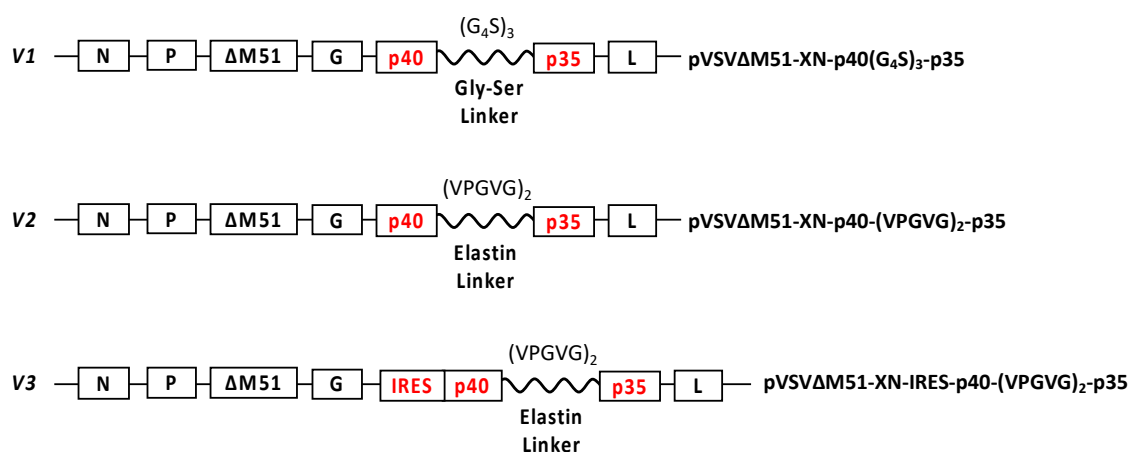 (G₄S)₃
V1 N P ΔM51 G p40 p35 L pVSVΔM51-XN-p40(G₄S)₃-p35
Gly-Ser
Linker
(VPGVG)₂
V2 N P ΔM51 G p40 p35 L pVSVΔM51-XN-p40-(VPGVG)₂-p35
Elastin
Linker
(VPGVG)₂
V3 N P ΔM51 G IRES p40 p35 L pVSVΔM51-XN-IRES-p40-(VPGVG)₂-p35
Elastin
Linker